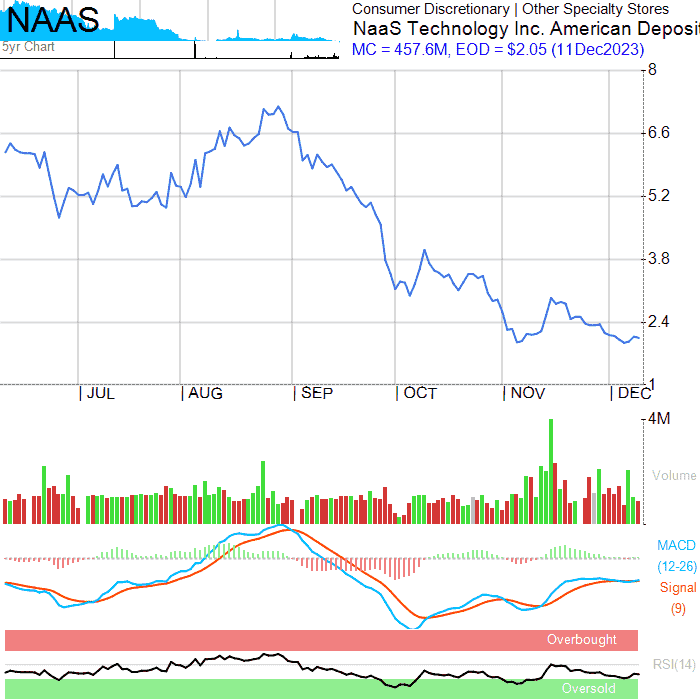 NAAS
5yr Chart
Consumer Discretionary | Other Specialty Stores
NaaS Technology Inc. American Deposi
MC = 457.6M, EOD = $2.05 (11Dec2023)
8
6.6
5.2
3.8
2.4
1
JUL
AUG
SEP
OCT
NOV
DEC
4M
Volume
MACD
(12-26)
Signal
(9)
Overbought
RSI(14)
Oversold